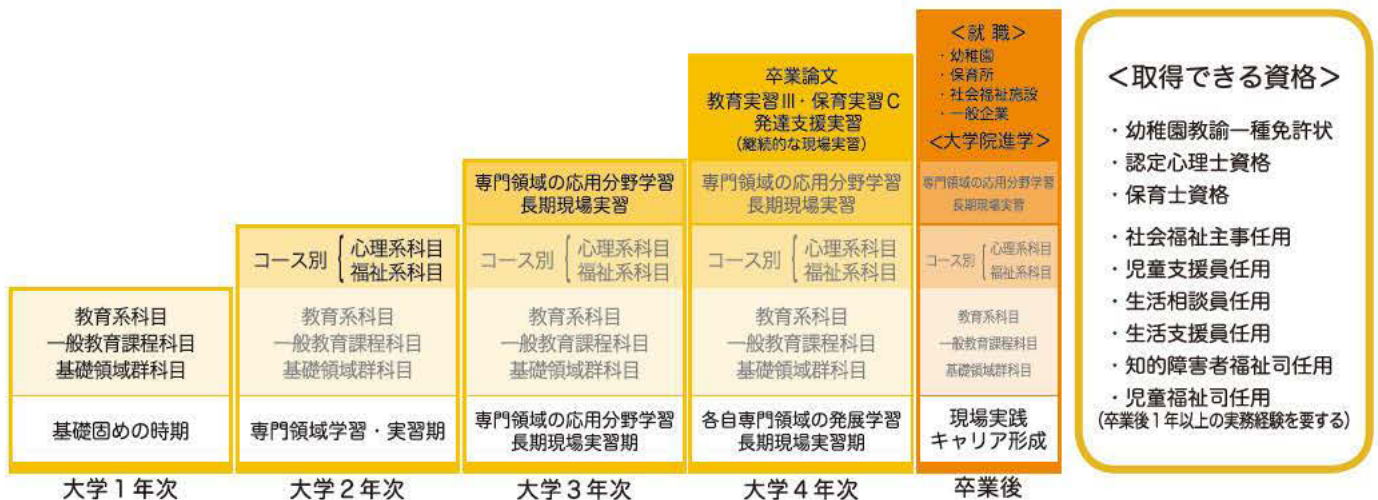 教育系科目
一般教育課程科目
基礎領域群科目
基礎固めの時期
大学1年次
コース別{心理系科目
福祉系科目
教育系科目
一般教育課程科目
基礎領域群科目
専門領域学習・実習期
大学2年次
専門領域の応用分野学習
長期現場実習
コース別{心理系科目
福祉系科目
教育系科目
一般教育課程科目
基礎領域群科目
専門領域の応用分野学習
長期現場実習期
大学3年次
卒業論文
教育実習Ⅲ・保育実習C
発達支援実習
(継続的な現場実習)
専門領域の応用分野学習
長期現場実習
コース別{心理系科目
福祉系科目
教育系科目
一般教育課程科目
基礎領域群科目
各自専門領域の発展学習
長期現場実習期
大学4年次
<就 職>
・幼稚園
・保育所
・社会福祉施設
・一般企業
<大学院進学>
専門領域の応用分野学習
長期現場実習
コース別{心理系科目
福祉系科目
教育系科目
一般教育課程科目
基礎領域群科目
現場実践
キャリア形成
卒業後
<取得できる資格>
・幼稚園教諭一種免許状
・認定心理士資格
・保育士資格
・社会福祉主事任用
・児童支援員任用
・生活相談員任用
・生活支援員任用
・知的障害者福祉司任用
・児童福祉司任用
(卒業後1年以上の実務経験を要する)